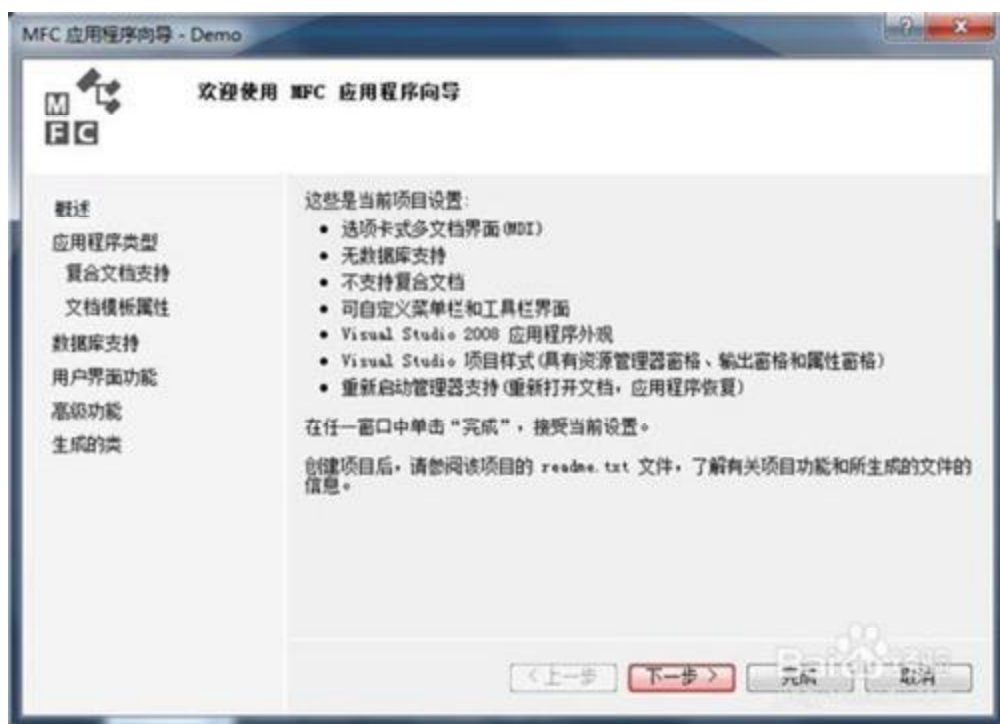 MFC 应用程序向导 - Demo
M
FC
欢迎使用 MFC 应用程序向导
概述
应用程序类型
复合文档支持
文档模板属性
数据库支持
用户界面功能
高级功能
生成的类
这些是当前项目设置:
• 选项卡式多文档界面(MDI)
• 无数据库支持
• 不支持复合文档
• 可自定义菜单栏和工具栏界面
• Visual Studio 2008 应用程序外观
• Visual Studio 项目样式(具有资源管理器窗格、输出窗格和属性窗格)
• 重新启动管理器支持(重新打开文档，应用程序恢复)
在任一窗口中单击“完成”，接受当前设置。
创建项目后，请参阅该项目的 readme.txt 文件，了解有关项目功能和所生成的文件的
信息。
< 上一步
下一步 >
完成
取消